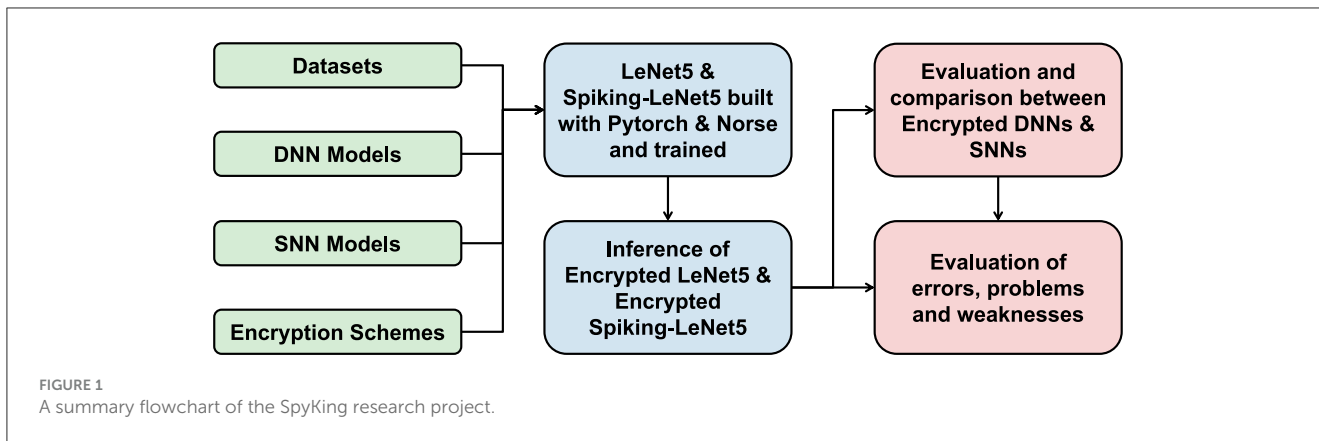 Datasets
DNN Models
SNN Models
Encryption Schemes
LeNet5 &
Spiking-LeNet5 built
with Pytorch & Norse
and trained
Inference of
Encrypted LeNet5 &
Encrypted
Spiking-LeNet5
Evaluation and
comparison between
Encrypted DNNs &
SNNs
Evaluation of
errors, problems
and weaknesses
FIGURE 1
A summary flowchart of the SpyKing research project.